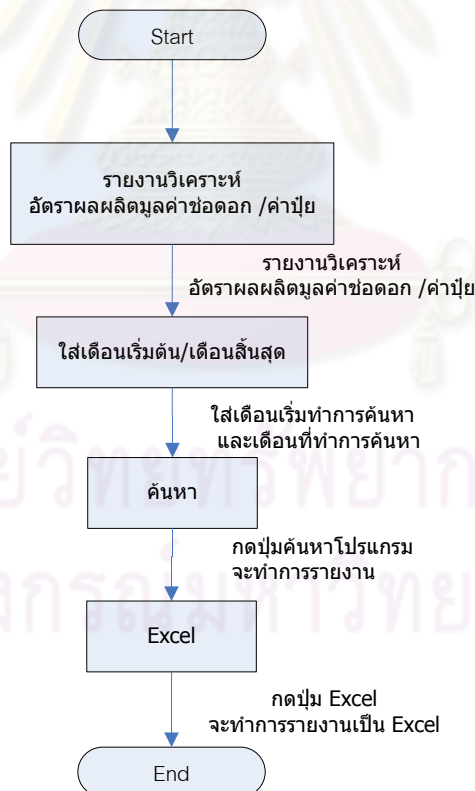 Start
รายงานวิเคราะห์
อัตราผลผลิตมูลค่าช่อดอก /ค่าปุ๋ย
รายงานวิเคราะห์
อัตราผลผลิตมูลค่าช่อดอก /ค่าปุ๋ย
ใส่เดือนเริ่มต้น/เดือนสิ้นสุด
ใส่เดือนเริ่มทำการค้นหา
และเดือนที่ทำการค้นหา
ค้นหา
กดปุ่มค้นหาโปรแกรม
จะทำการรายงาน
Excel
กดปุ่ม Excel
จะทำการรายงานเป็น Excel
End